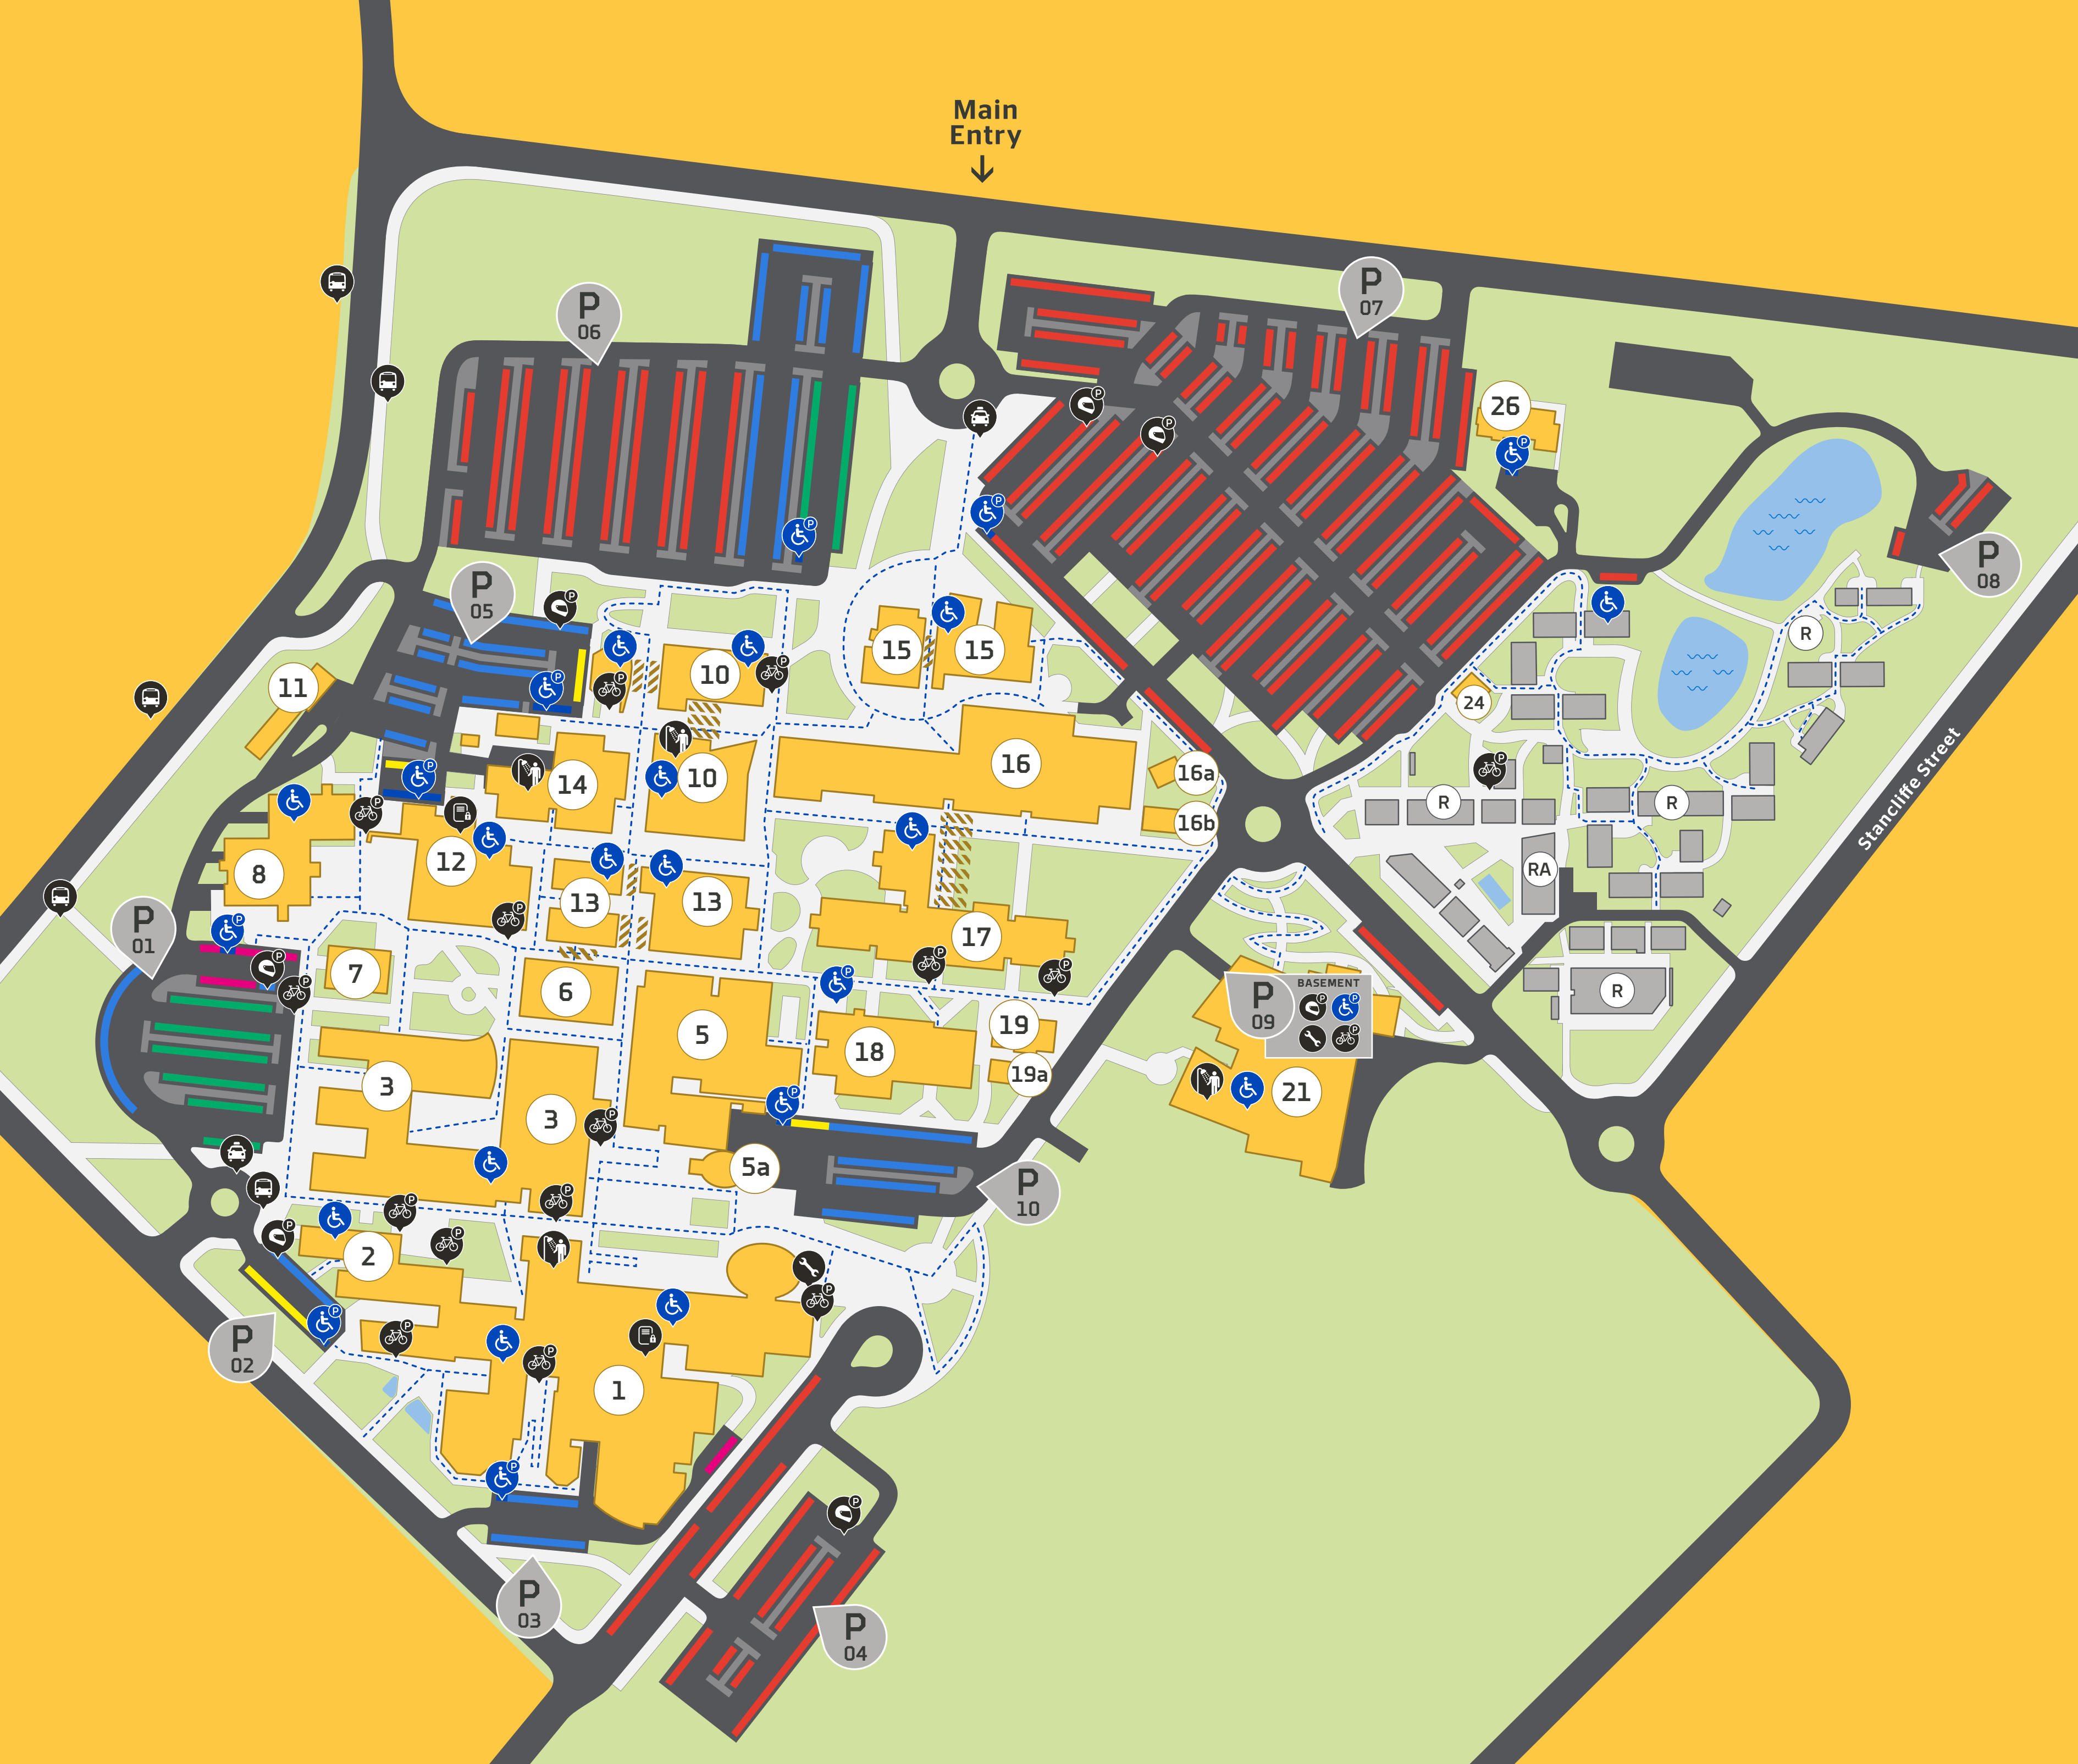 Main
Entry
P
06
P
07
26
P
05
P
08
15
15
R
10
11
24
16
16a
10
14
R
R
16b
12
RA
8
13
13
P
01
17
7
6
R
BASEMENT
P
09
19
5
18
19a
3
21
3
5a
P
10
2
P
02
1
P
03
P
04
Stancliffe Street